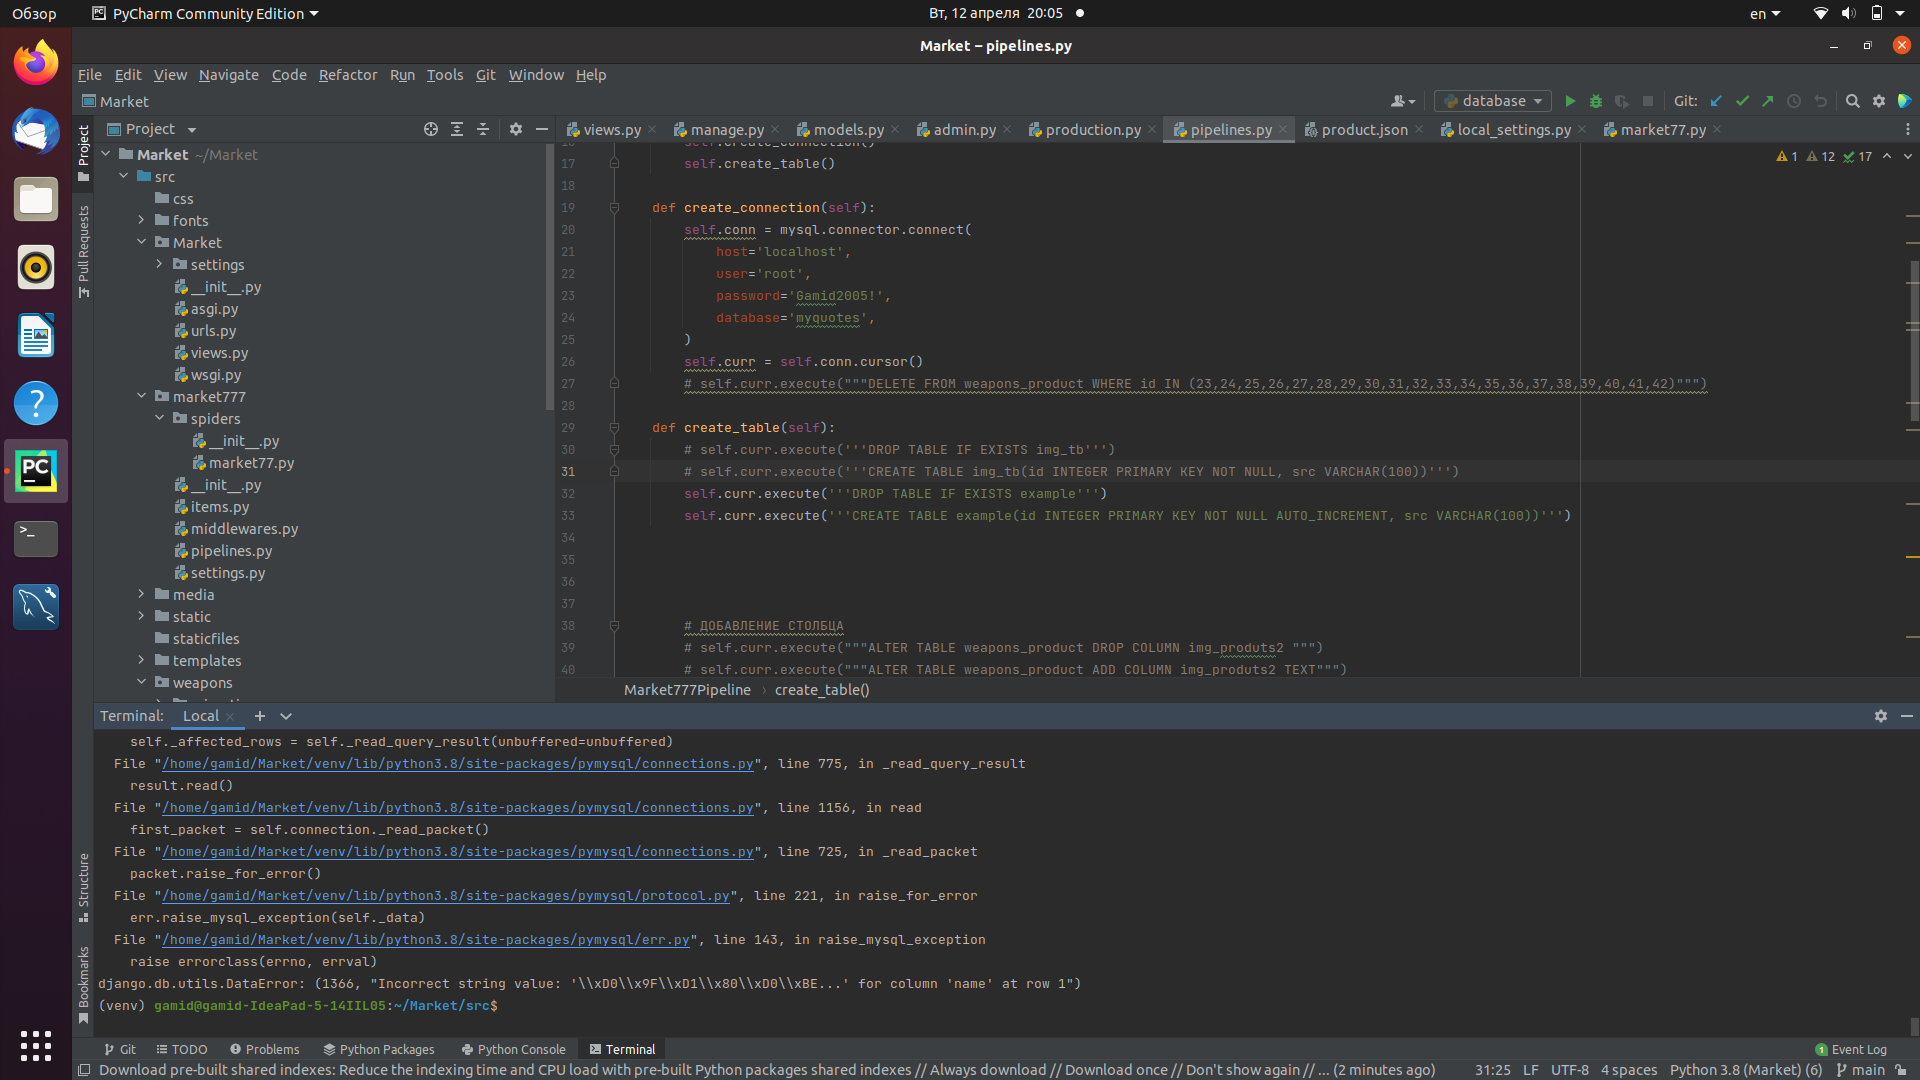 Обзор
PyCharm Community Edition
Вт, 12 апреля 20:05
en
Market – pipelines.py
File Edit View Navigate Code Refactor Run Tools Git Window Help
Market
database
Git:
Project
views.py
manage.py
models.py
admin.py
production.py
pipelines.py
product.json
local_settings.py
market77.py
Project
Pull Requests
Structure
Bookmarks
Market ~/Market
src
css
fonts
Market
settings
__init__.py
asgi.py
urls.py
views.py
wsgi.py
market777
spiders
__init__.py
market77.py
__init__.py
items.py
middlewares.py
pipelines.py
settings.py
media
static
staticfiles
templates
weapons
1 12 17
16 self.create_connection()
17 self.create_table()
18
19 def create_connection(self):
20 self.conn = mysql.connector.connect(
21 host='localhost',
22 user='root',
23 password='Gamid2005!',
24 database='myquotes',
25 )
26 self.curr = self.conn.cursor()
27 # self.curr.execute("""DELETE FROM weapons_product WHERE id IN (23,24,25,26,27,28,29,30,31,32,33,34,35,36,37,38,39,40,41,42)""")
28
29 def create_table(self):
30 # self.curr.execute('''DROP TABLE IF EXISTS img_tb''')
31 # self.curr.execute('''CREATE TABLE img_tb(id INTEGER PRIMARY KEY NOT NULL, src VARCHAR(100))''')
32 self.curr.execute('''DROP TABLE IF EXISTS example''')
33 self.curr.execute('''CREATE TABLE example(id INTEGER PRIMARY KEY NOT NULL AUTO_INCREMENT, src VARCHAR(100))''')
34
35
36
37
38 # ДОБАВЛЕНИЕ СТОЛБЦА
39 # self.curr.execute("""ALTER TABLE weapons_product DROP COLUMN img_produts2 """)
40 # self.curr.execute("""ALTER TABLE weapons_product ADD COLUMN img_produts2 TEXT""")
Market777Pipeline › create_table()
Terminal: Local
self._affected_rows = self._read_query_result(unbuffered=unbuffered)
File "/home/gamid/Market/venv/lib/python3.8/site-packages/pymysql/connections.py", line 775, in _read_query_result
result.read()
File "/home/gamid/Market/venv/lib/python3.8/site-packages/pymysql/connections.py", line 1156, in read
first_packet = self.connection._read_packet()
File "/home/gamid/Market/venv/lib/python3.8/site-packages/pymysql/connections.py", line 725, in _read_packet
packet.raise_for_error()
File "/home/gamid/Market/venv/lib/python3.8/site-packages/pymysql/protocol.py", line 221, in raise_for_error
err.raise_mysql_exception(self._data)
File "/home/gamid/Market/venv/lib/python3.8/site-packages/pymysql/err.py", line 143, in raise_mysql_exception
raise errorclass(errno, errval)
django.db.utils.DataError: (1366, "Incorrect string value: '\\xD0\\x9F\\xD1\\x80\\xD0\\xBE...' for column 'name' at row 1")
(venv) gamid@gamid-IdeaPad-5-14IIL05:~/Market/src$
Git TODO Problems Python Packages Python Console Terminal
1 Event Log
Download pre-built shared indexes: Reduce the indexing time and CPU load with pre-built Python packages shared indexes // Always download // Download once // Don't show again // ... (2 minutes ago)
31:25 LF UTF-8 4 spaces Python 3.8 (Market) (6) main